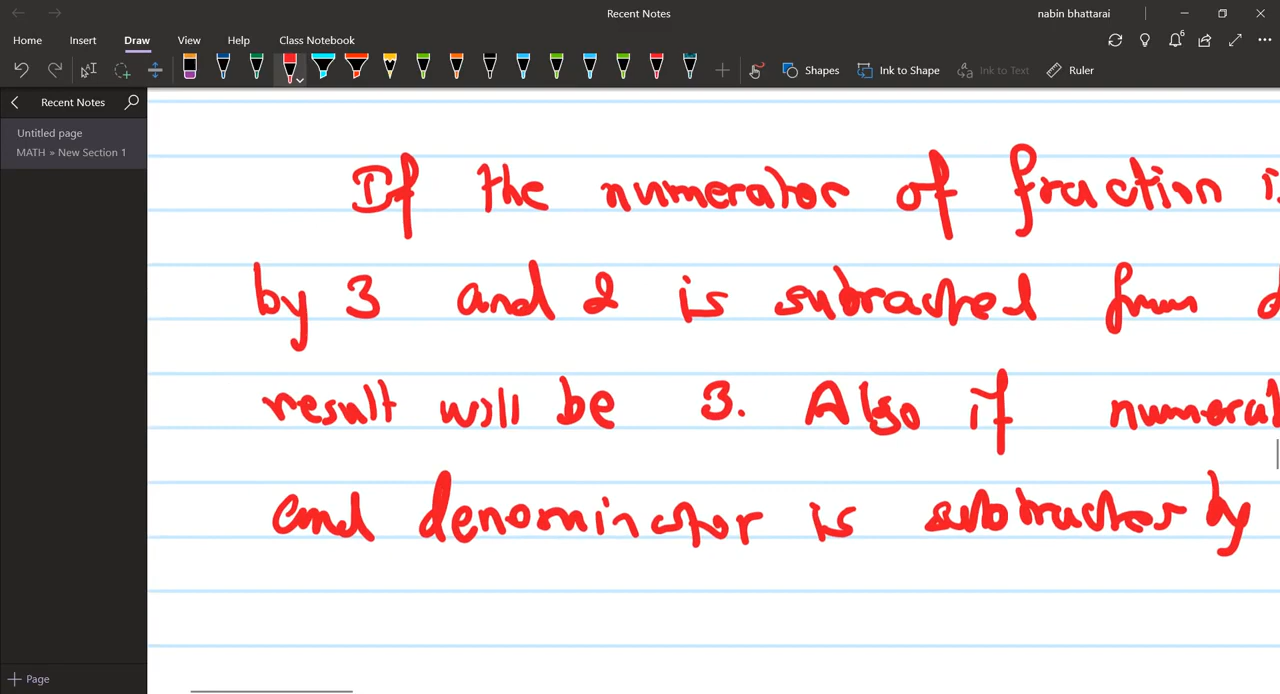 Recent Notes
nabin bhattarai
Home Insert Draw View Help Class Notebook
Shapes Ink to Shape Ink to Text Ruler
Recent Notes
Untitled page
MATH » New Section 1
If the numerator of fraction
by 3 and 2 is subtracted from
result will be 3. Also if numerat
and denominator is subtracter by
Page